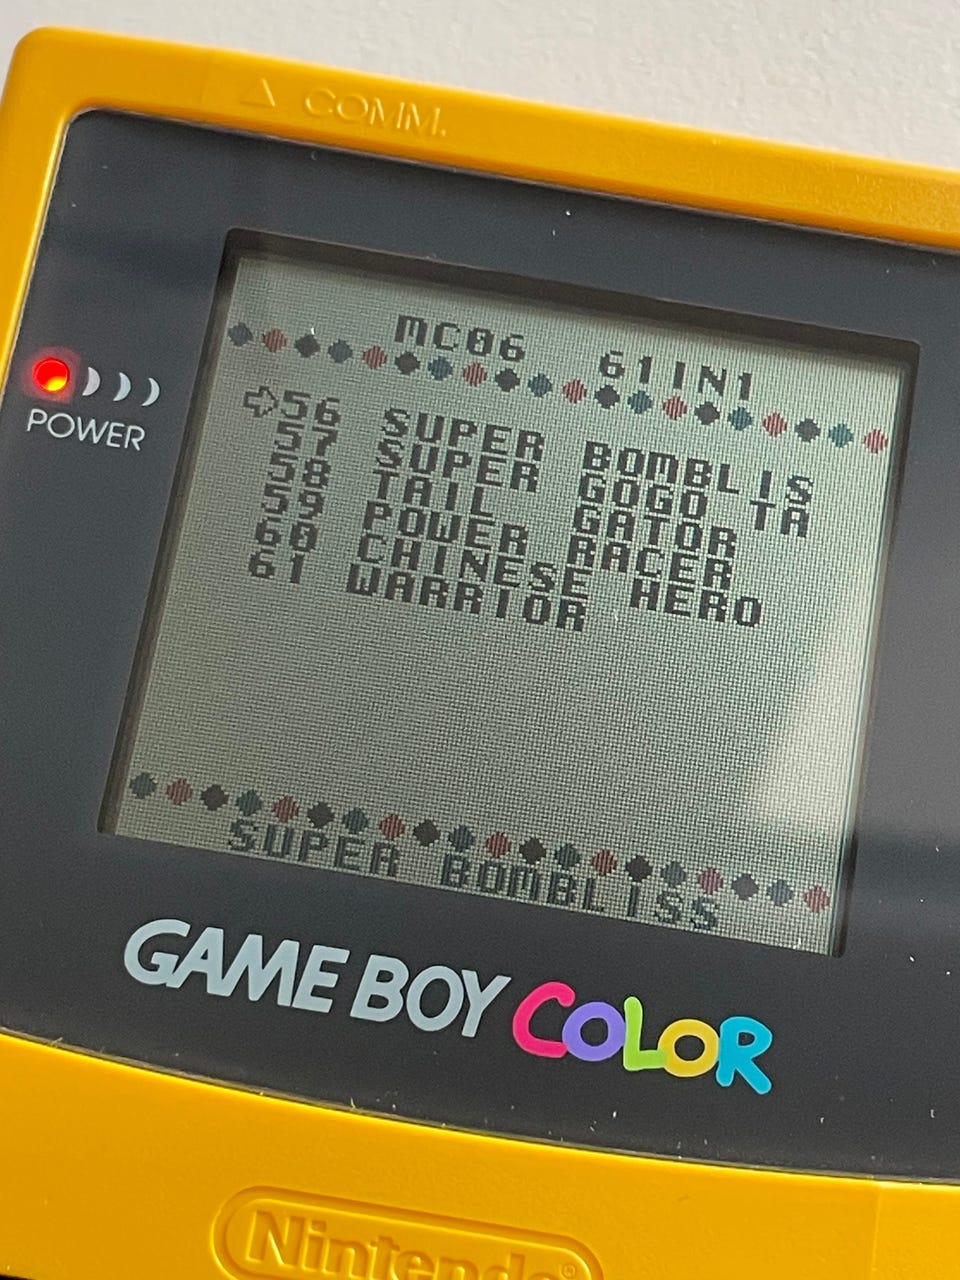 △ COMM.
MC06 61IN1
⇨56 SUPER BOMBLIS
57 SUPER GOGO TA
58 TAIL GATOR
59 POWER RACER
60 CHINESE HERO
61 WARRIOR
POWER
SUPER BOMBLISS
GAME BOY COLOR
Nintendo®